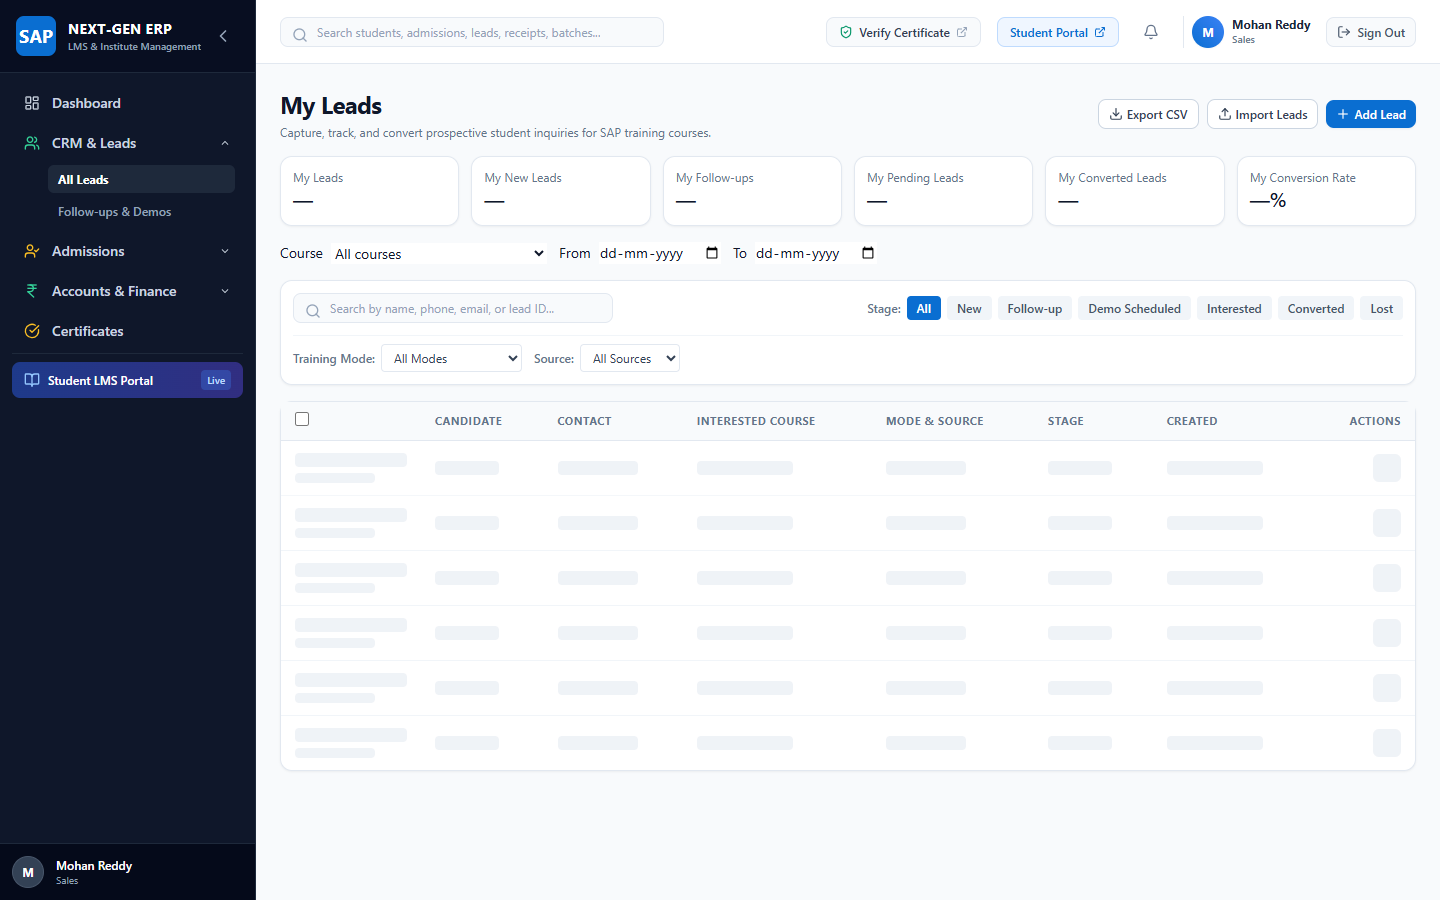 SAP
NEXT-GEN ERP
LMS & Institute Management
Search students, admissions, leads, receipts, batches...
Verify Certificate
Student Portal
M
Mohan Reddy
Sales
Sign Out
Dashboard
CRM & Leads
All Leads
Follow-ups & Demos
Admissions
Accounts & Finance
Certificates
Student LMS Portal
Live
My Leads
Capture, track, and convert prospective student inquiries for SAP training courses.
Export CSV
Import Leads
Add Lead
My Leads
—
My New Leads
—
My Follow-ups
—
My Pending Leads
—
My Converted Leads
—
My Conversion Rate
—%
Course All courses From dd-mm-yyyy To dd-mm-yyyy
Search by name, phone, email, or lead ID...
Stage: All New Follow-up Demo Scheduled Interested Converted Lost
Training Mode: All Modes Source: All Sources
CANDIDATE CONTACT INTERESTED COURSE MODE & SOURCE STAGE CREATED ACTIONS
M
Mohan Reddy
Sales